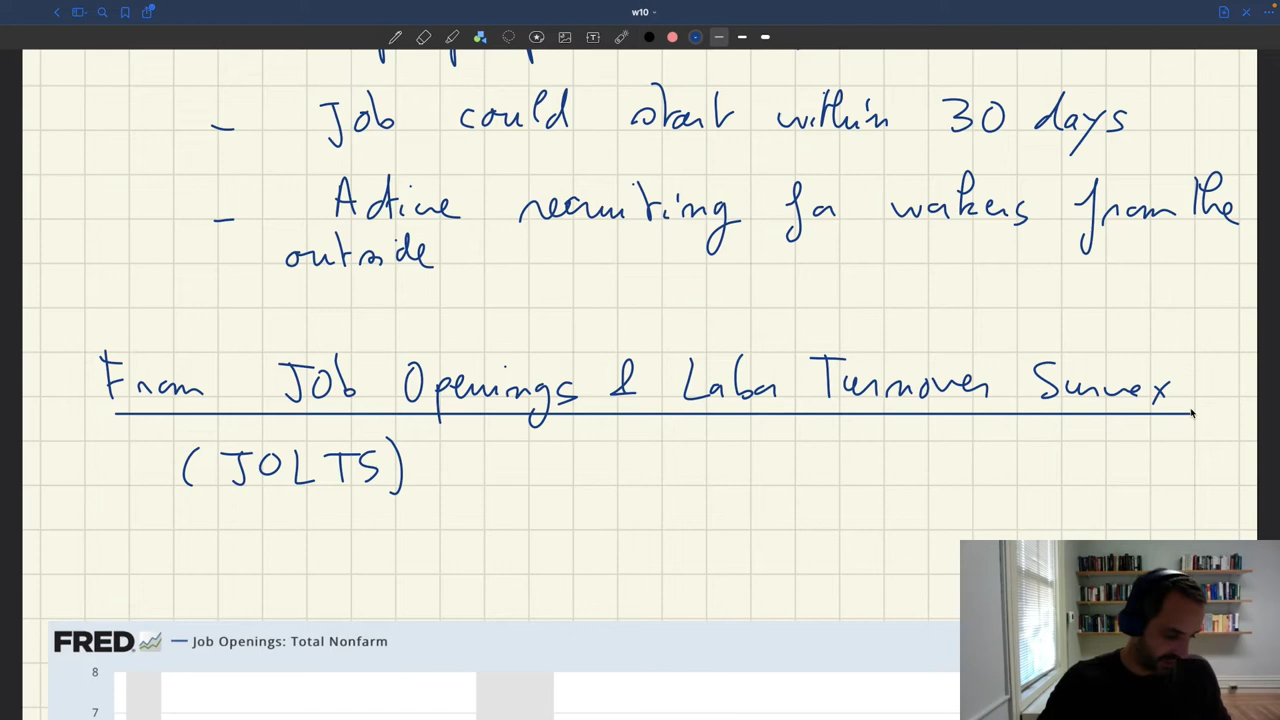 w10
- Job could start within 30 days
- Active recruiting for workers from the
outside
From Job Openings & Labor Turnover Survey
(JOLTS)
FRED — Job Openings: Total Nonfarm
8
7